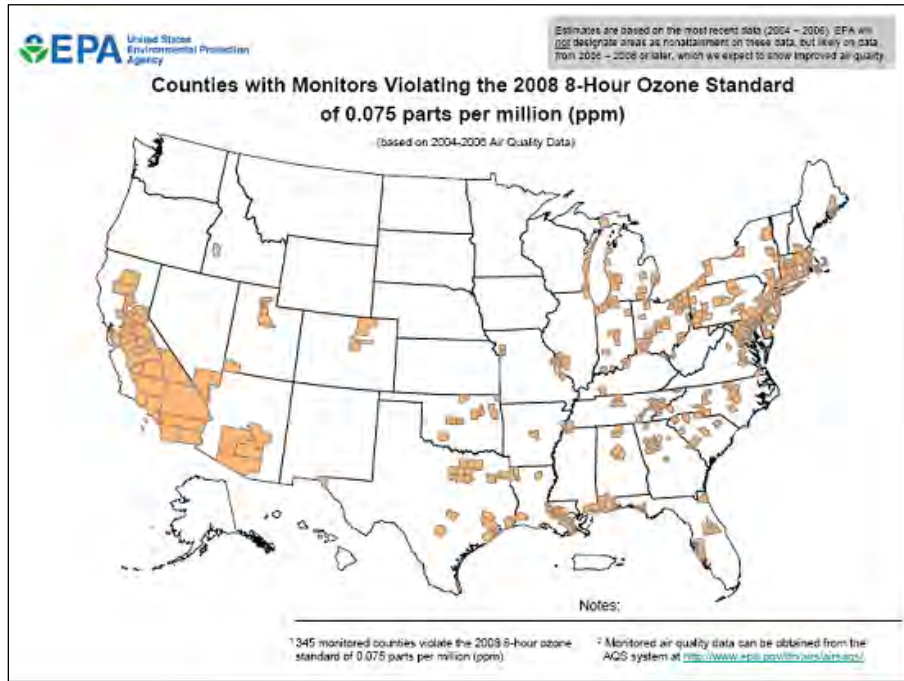 EPA United States
Environmental Protection
Agency
Estimates are based on the most recent data (2004 – 2006). EPA will
not designate areas as nonattainment on these data, but likely on data
from 2006 – 2008 or later, which we expect to show improved air quality.
Counties with Monitors Violating the 2008 8-Hour Ozone Standard
of 0.075 parts per million (ppm)
(based on 2004-2006 Air Quality Data)
Notes:
1 345 monitored counties violate the 2008 8-hour ozone
standard of 0.075 parts per million (ppm).
2 Monitored air quality data can be obtained from the
AQS system at